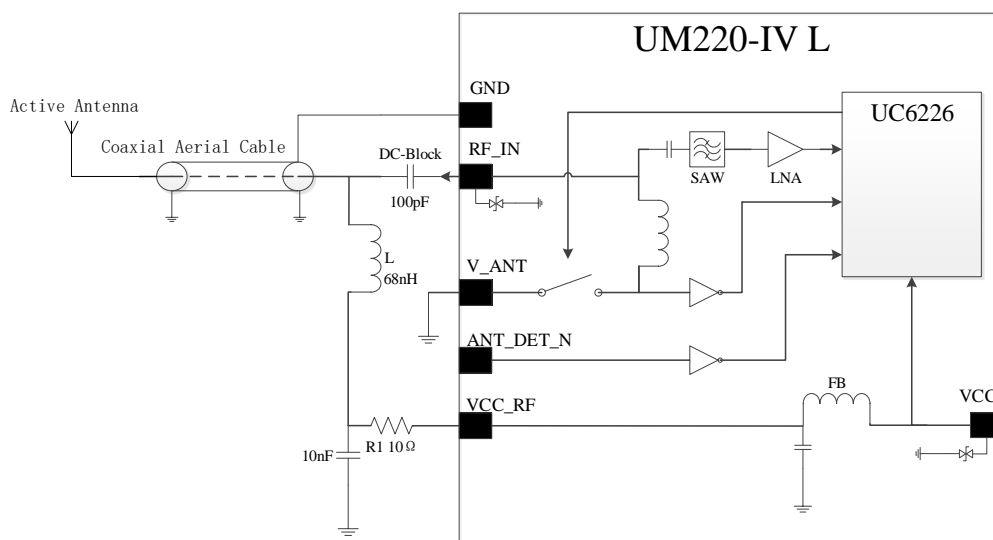 UM220-IV L
GND
UC6226
Active Antenna
Coaxial Aerial Cable
DC-Block
RF_IN
100pF
SAW
LNA
L
68nH
V_ANT
ANT_DET_N
VCC_RF
FB
VCC
R1 10Ω
10nF